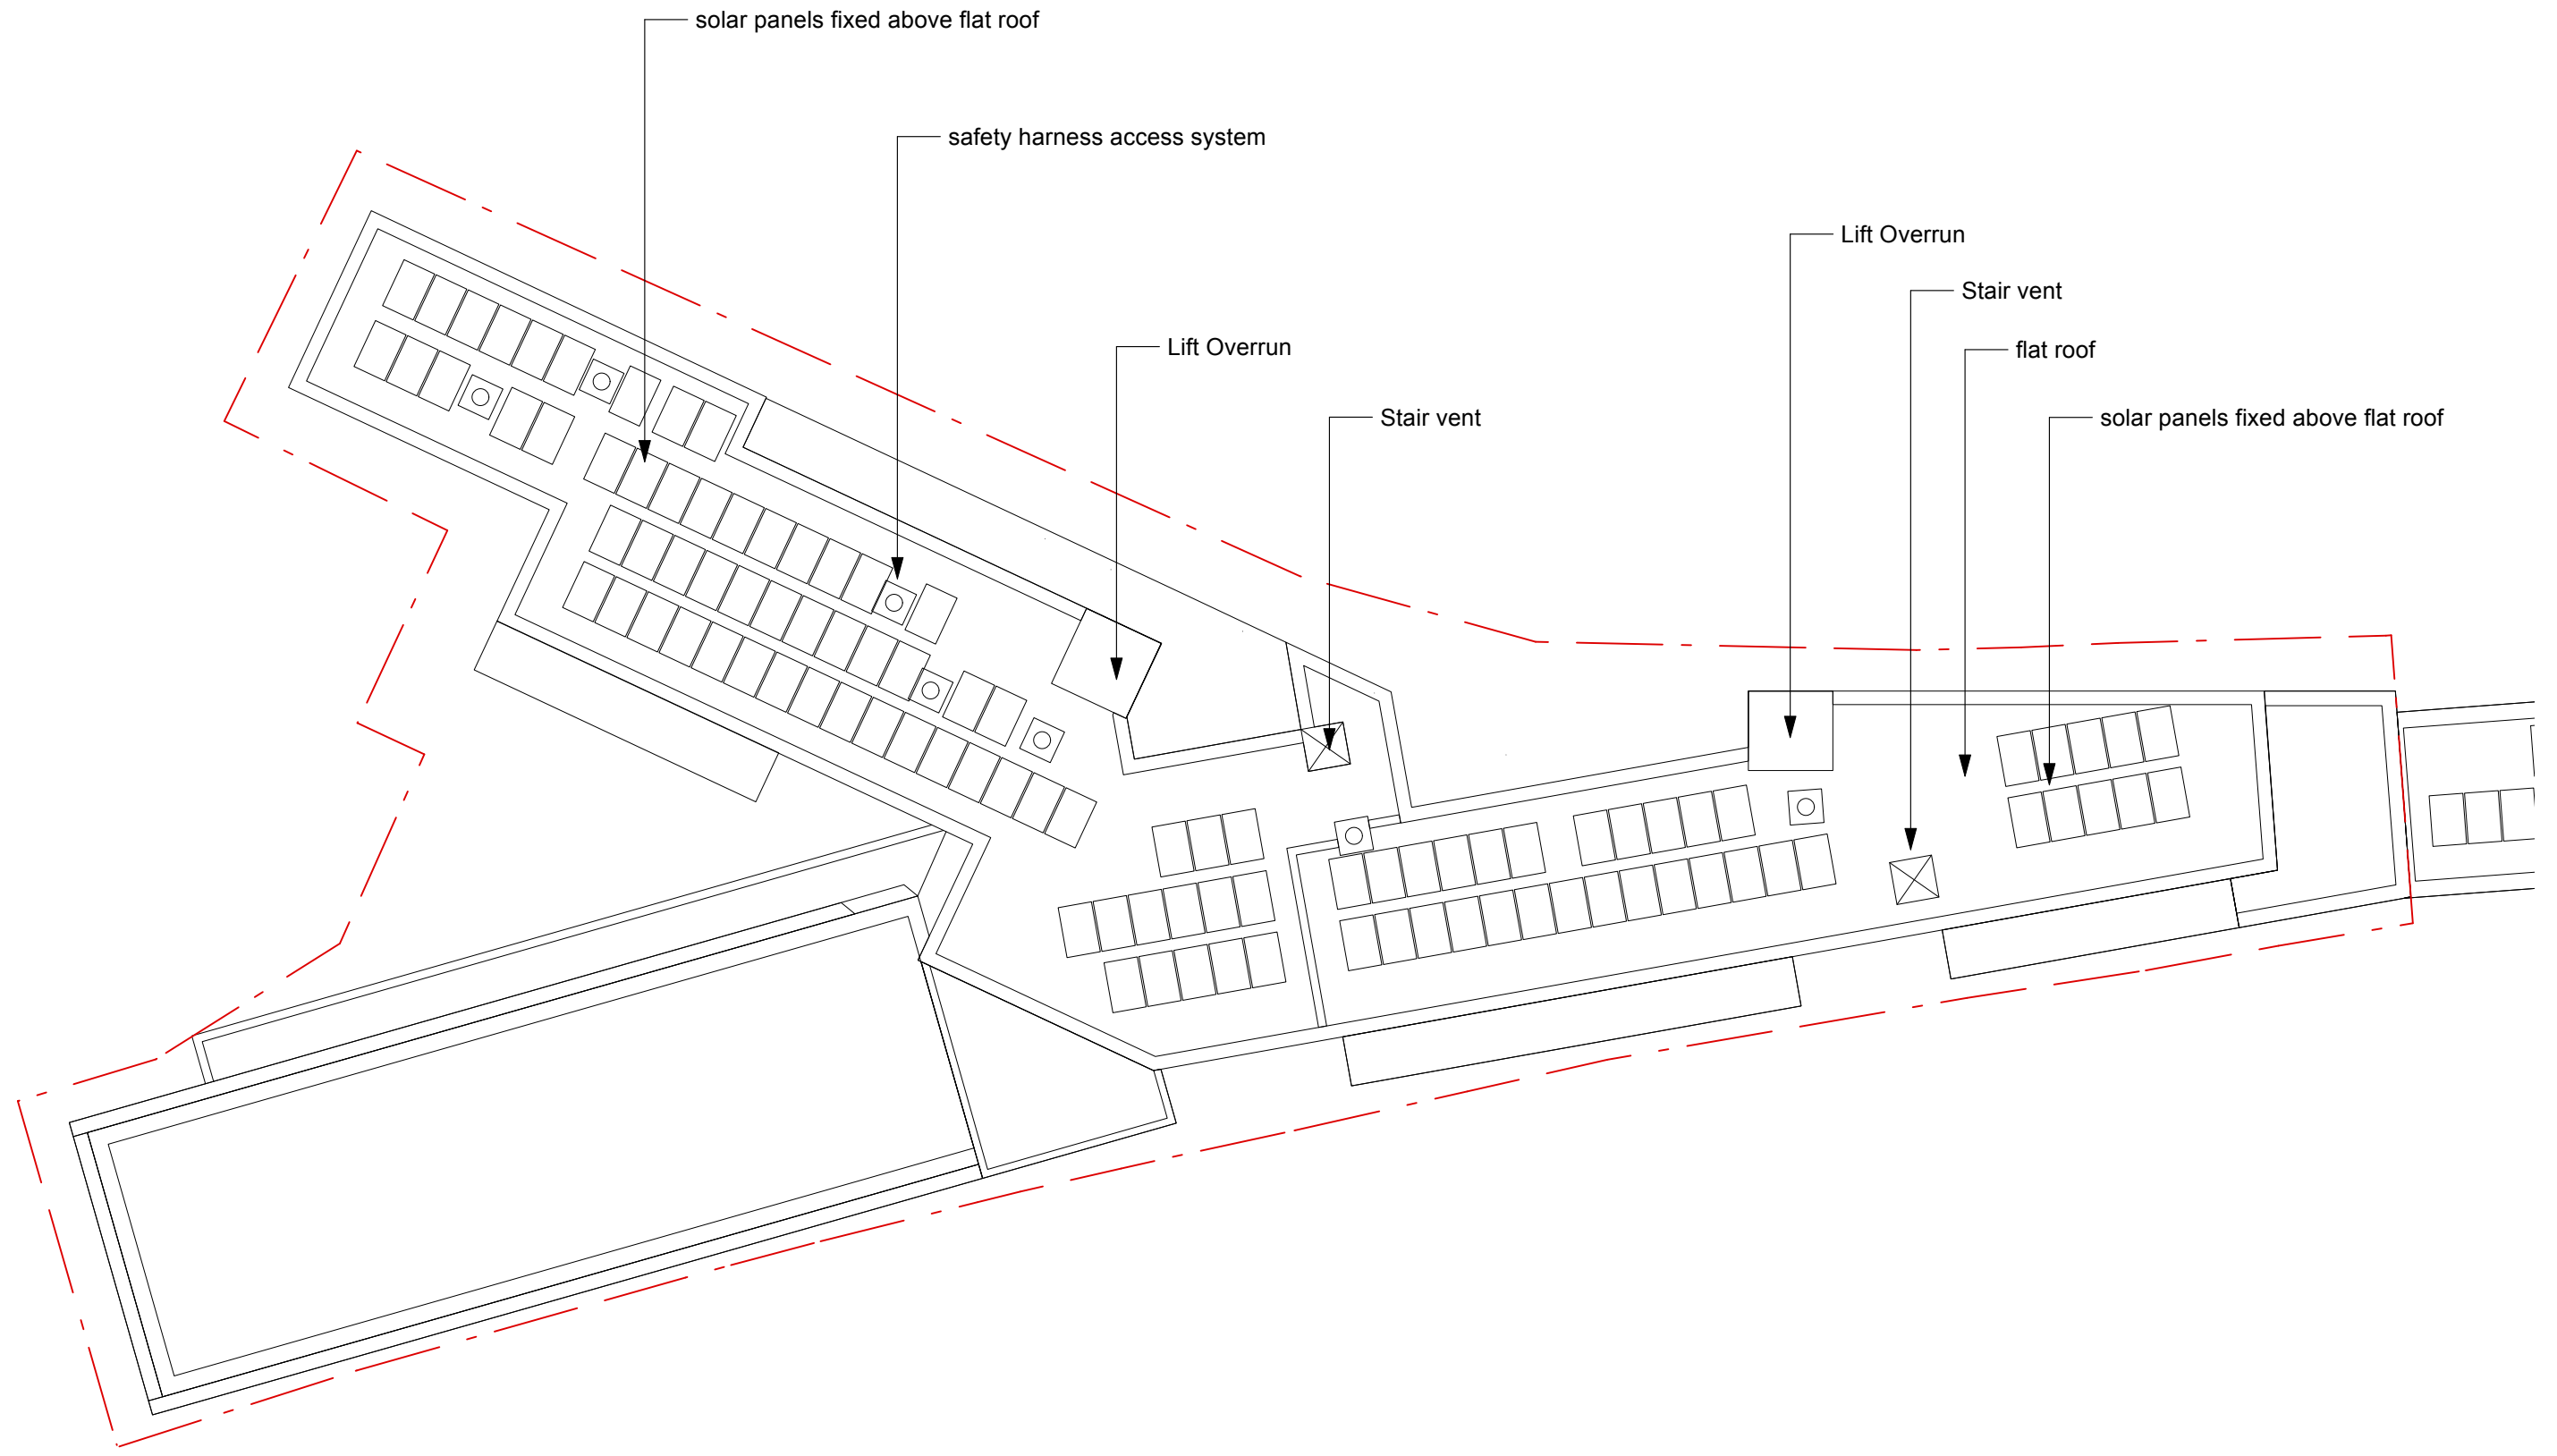 solar panels fixed above flat roof
safety harness access system
Lift Overrun
Stair vent
Lift Overrun
flat roof
Stair vent
solar panels fixed above flat roof